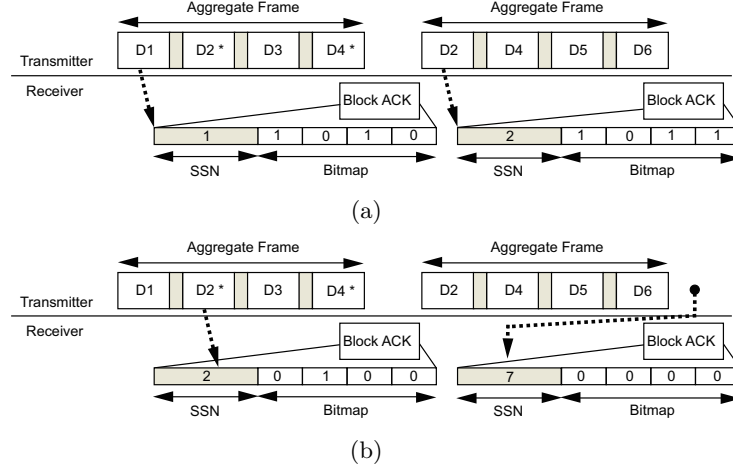 Aggregate Frame Aggregate Frame
D1 D2 * D3 D4 * D2 D4 D5 D6
Transmitter
Receiver
Block ACK Block ACK
1 1 0 1 0 2 1 0 1 1
SSN Bitmap SSN Bitmap
(a)
Aggregate Frame Aggregate Frame
D1 D2 * D3 D4 * D2 D4 D5 D6
Transmitter
Receiver
Block ACK Block ACK
2 0 1 0 0 7 0 0 0 0
SSN Bitmap SSN Bitmap
(b)